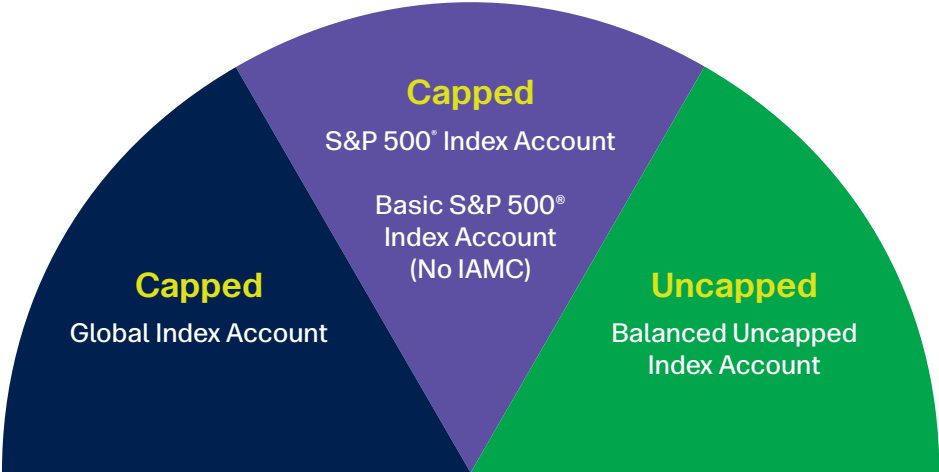 Capped
Global Index Account
Capped
S&P 500® Index Account
Basic S&P 500®
Index Account
(No IAMC)
Uncapped
Balanced Uncapped
Index Account